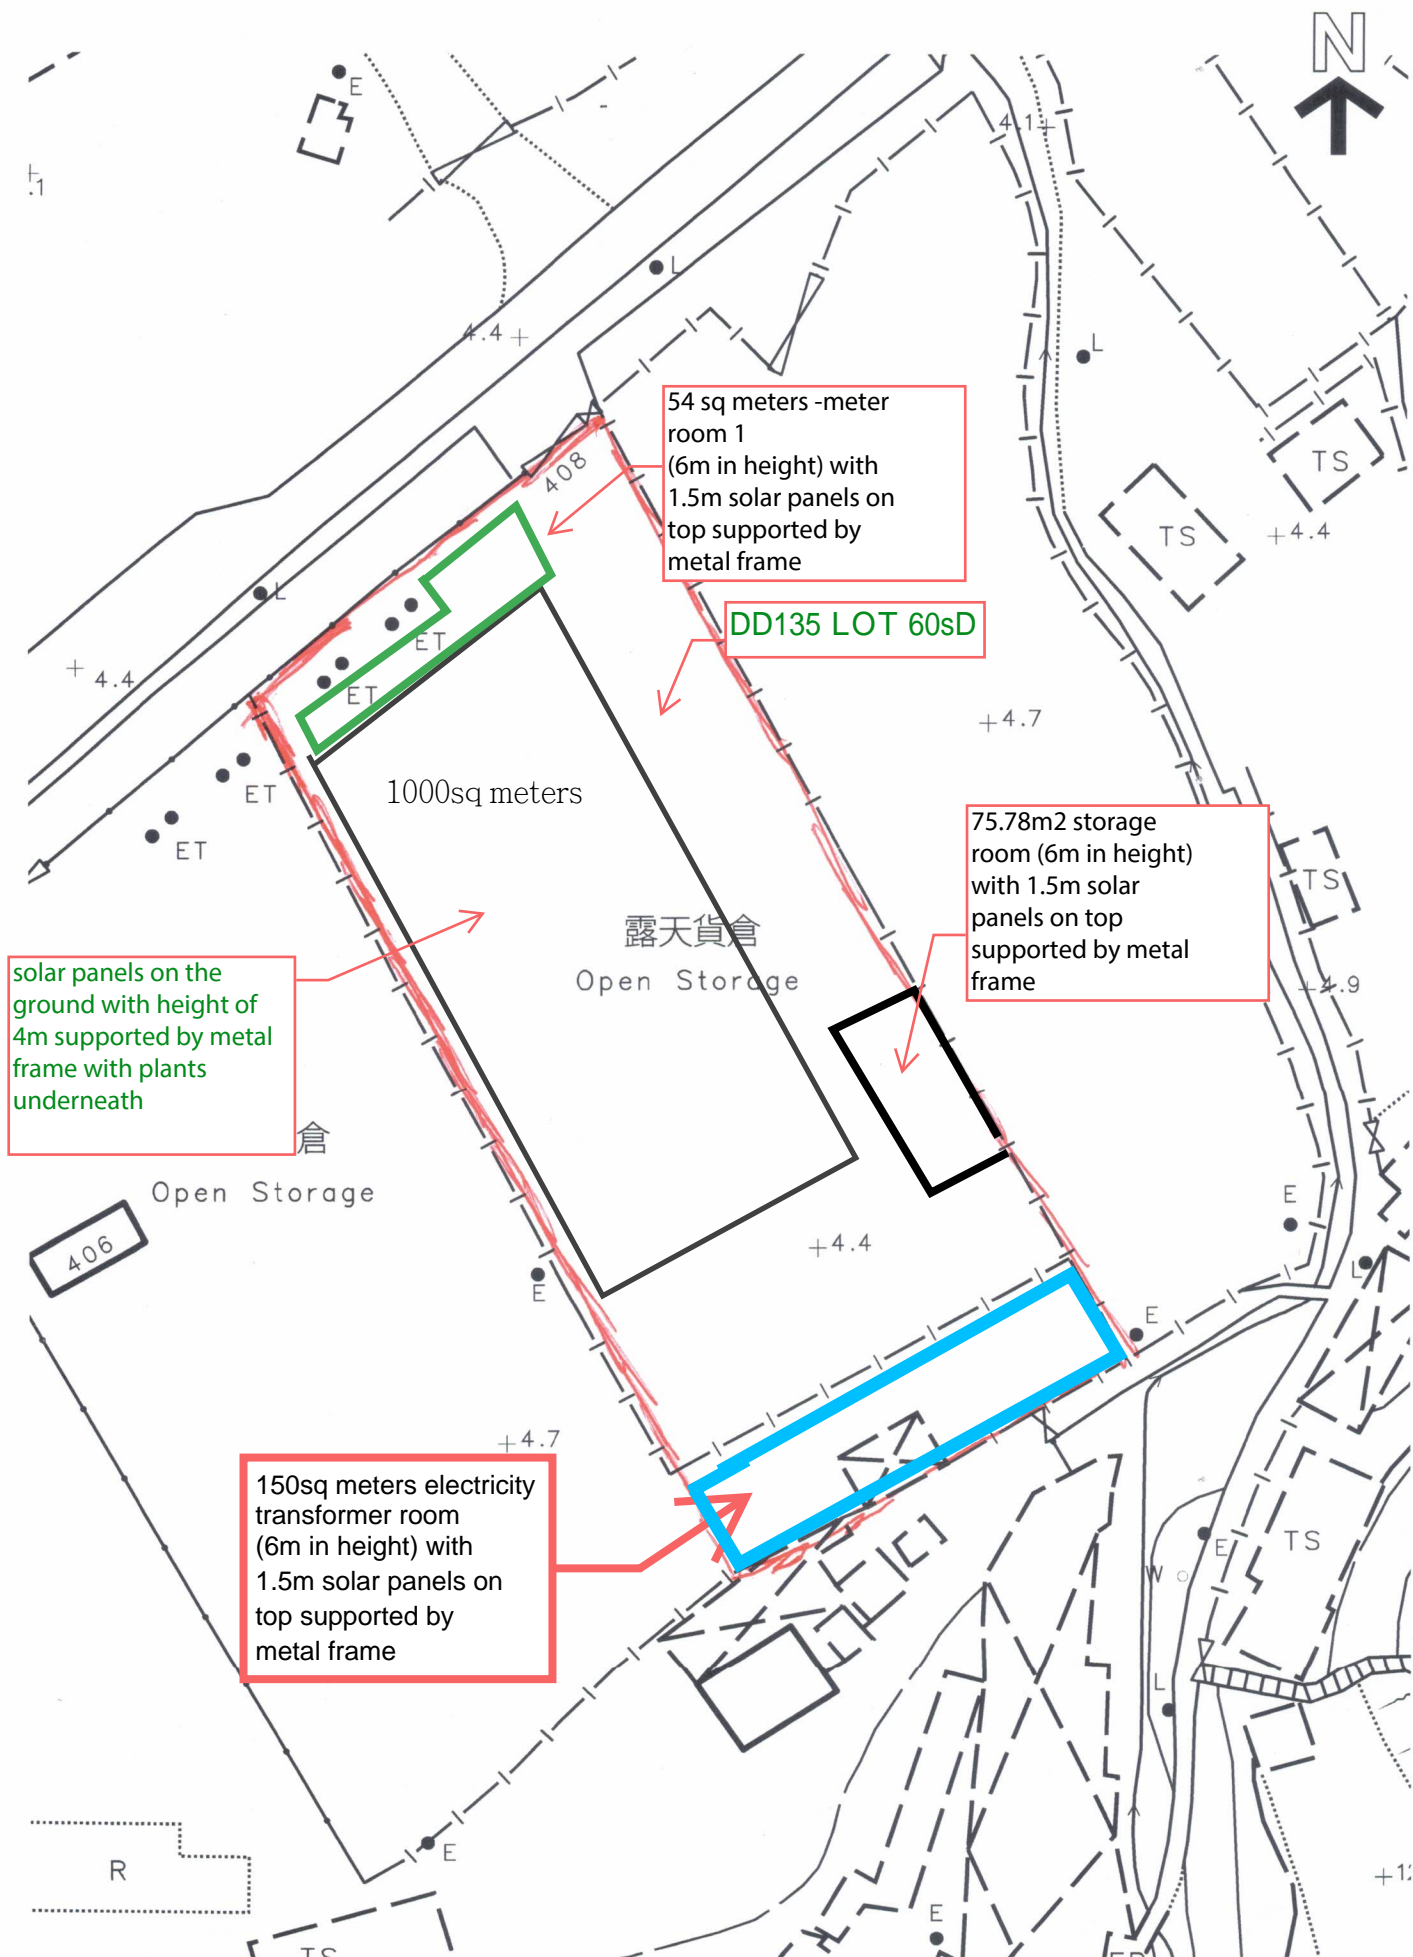 N
E
4.1
.1
L
4.4
L
54 sq meters -meter
room 1
(6m in height) with
1.5m solar panels on
top supported by
metal frame
408
TS
TS
4.4
L
ET
DD135 LOT 60sD
4.4
ET
4.7
ET
1000sq meters
ET
75.78m2 storage
room (6m in height)
with 1.5m solar
panels on top
supported by metal
frame
TS
露天貨倉
Open Storage
solar panels on the
ground with height of
4m supported by metal
frame with plants
underneath
4.9
倉
Open Storage
E
406
4.4
L
E
E
4.7
150sq meters electricity
transformer room
(6m in height) with
1.5m solar panels on
top supported by
metal frame
E
TS
W
L
E
R
E
TS